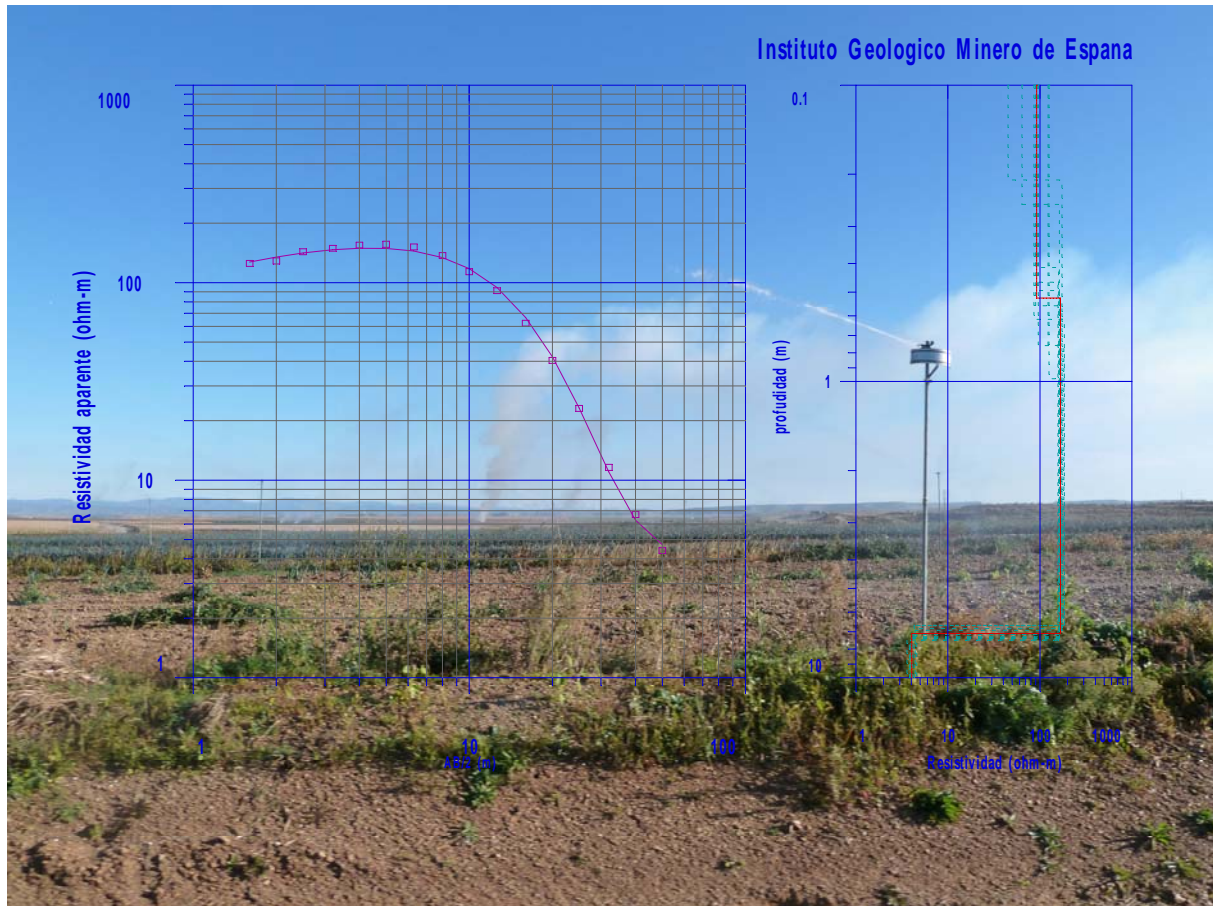 Instituto Geologico Minero de Espana
Resistividad aparente (ohm-m)
1000
100
10
1
1
10
100
AB/2 (m)
profudidad (m)
0.1
1
10
1
10
100
1000
Resistividad (ohm-m)